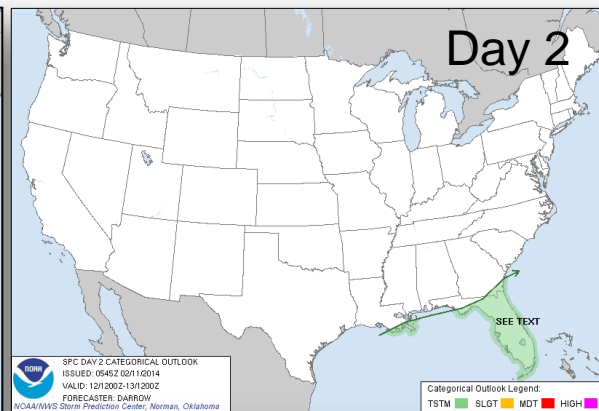 Day 2
SEE TEXT
NOAA
SPC DAY 2 CATEGORICAL OUTLOOK
ISSUED: 0545Z 02/11/2014
VALID: 12/1200Z-13/1200Z
FORECASTER: DARROW
NOAA/NWS Storm Prediction Center, Norman, Oklahoma
Categorical Outlook Legend:
TSTM SLGT MDT HIGH